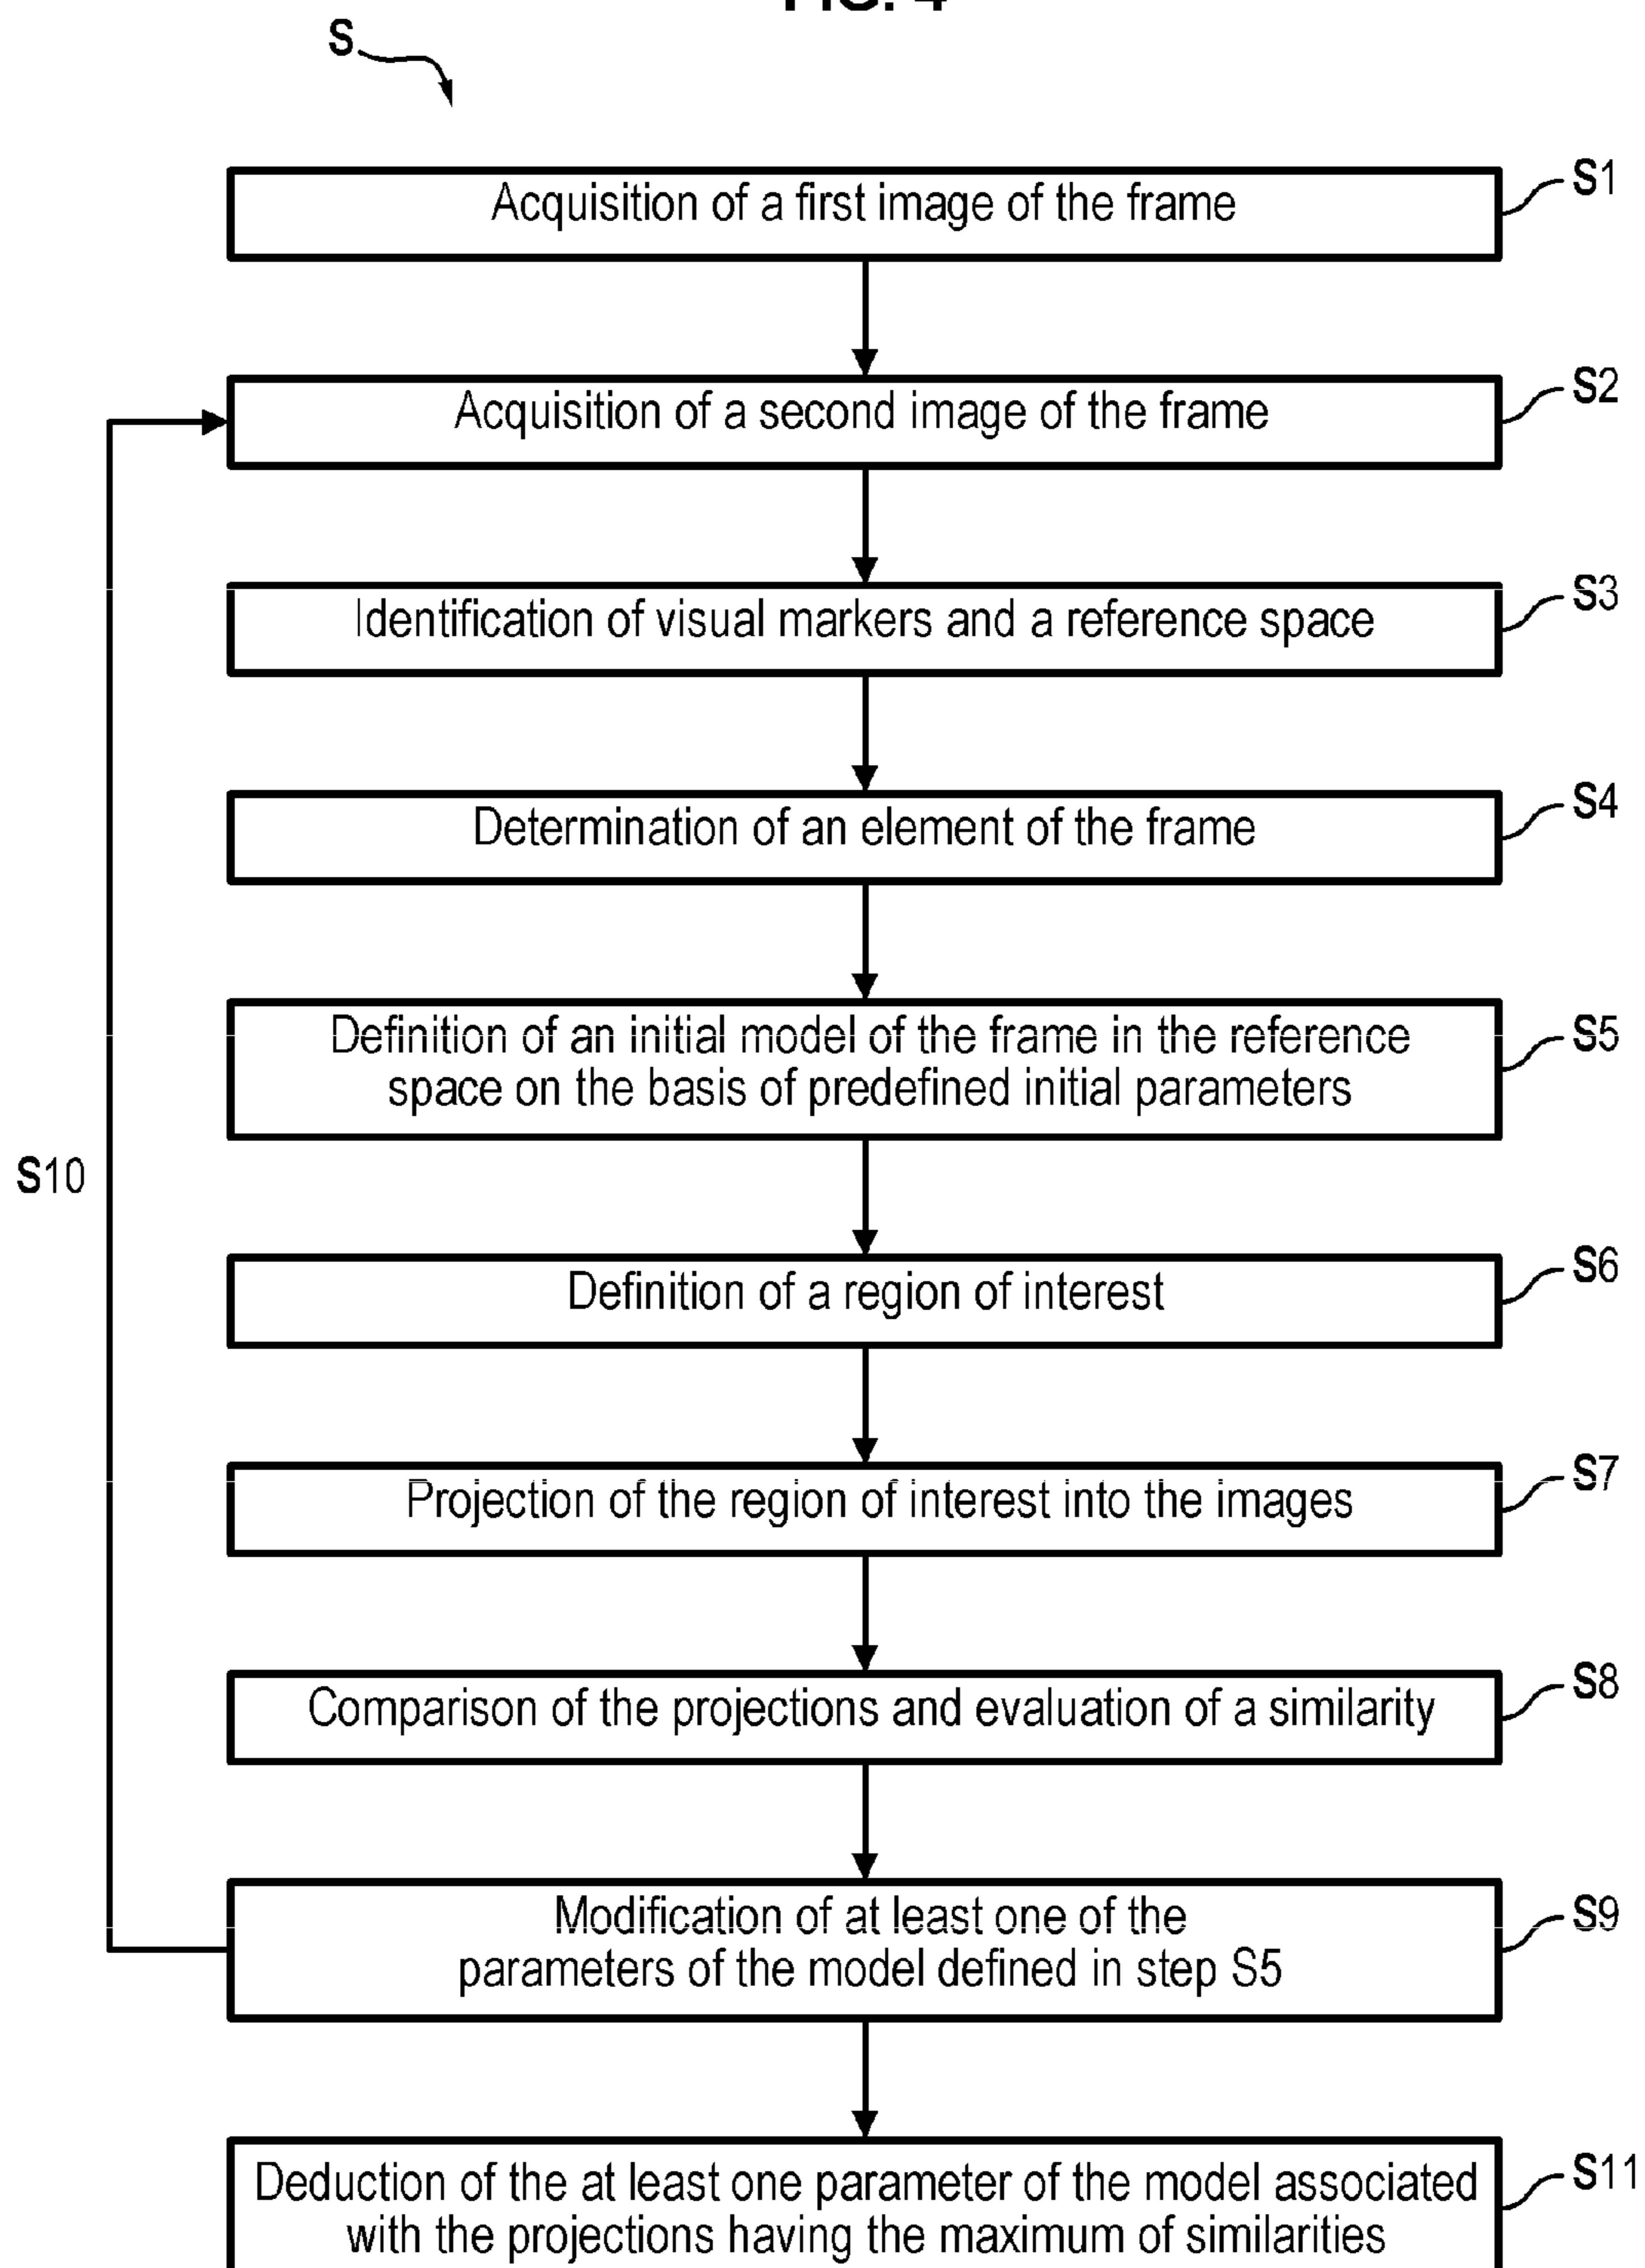 FIG. 4
S
Acquisition of a first image of the frame
S1
Acquisition of a second image of the frame
S2
Identification of visual markers and a reference space
S3
Determination of an element of the frame
S4
Definition of an initial model of the frame in the reference
space on the basis of predefined initial parameters
S5
S10
Definition of a region of interest
S6
Projection of the region of interest into the images
S7
Comparison of the projections and evaluation of a similarity
S8
Modification of at least one of the
parameters of the model defined in step S5
S9
Deduction of the at least one parameter of the model associated
with the projections having the maximum of similarities
S11